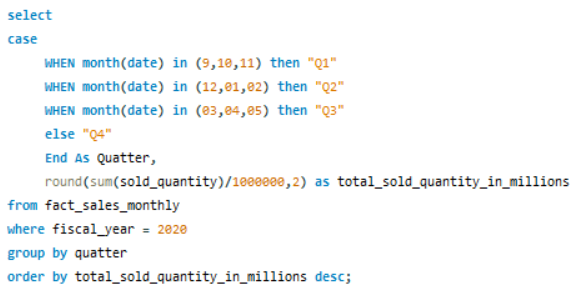 select
case
WHEN month(date) in (9,10,11) then "Q1"
WHEN month(date) in (12,01,02) then "Q2"
WHEN month(date) in (03,04,05) then "Q3"
else "Q4"
End As Quatter,
round(sum(sold_quantity)/1000000,2) as total_sold_quantity_in_millions
from fact_sales_monthly
where fiscal_year = 2020
group by quatter
order by total_sold_quantity_in_millions desc;